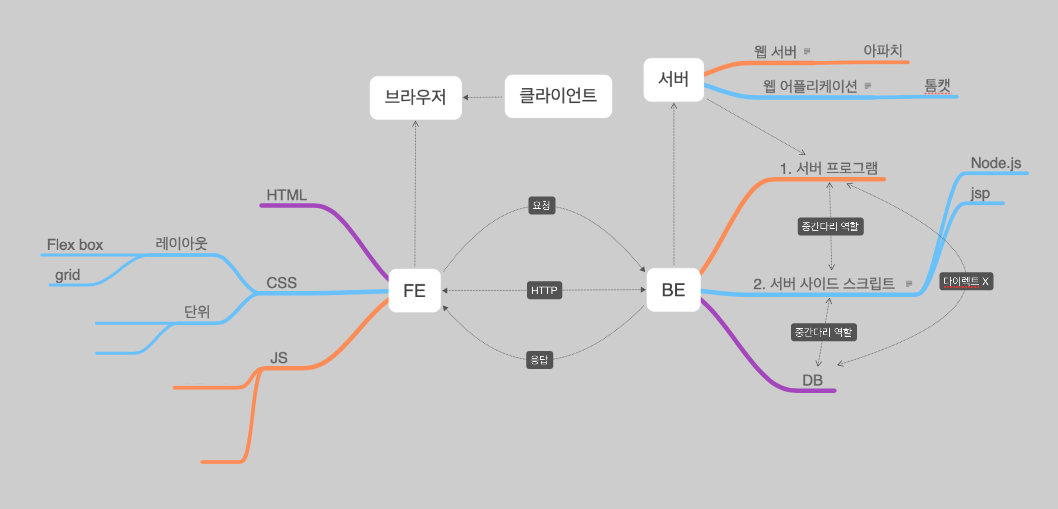 웹 서버
아파치
서버
웹 어플리케이션
톰캣
브라우저
클라이언트
Node.js
1. 서버 프로그램
jsp
HTML
요청
중간다리 역할
Flex box
레이아웃
grid
CSS
FE
HTTP
BE
2. 서버 사이드 스크립트
다이렉트 X
단위
중간다리 역할
JS
응답
DB